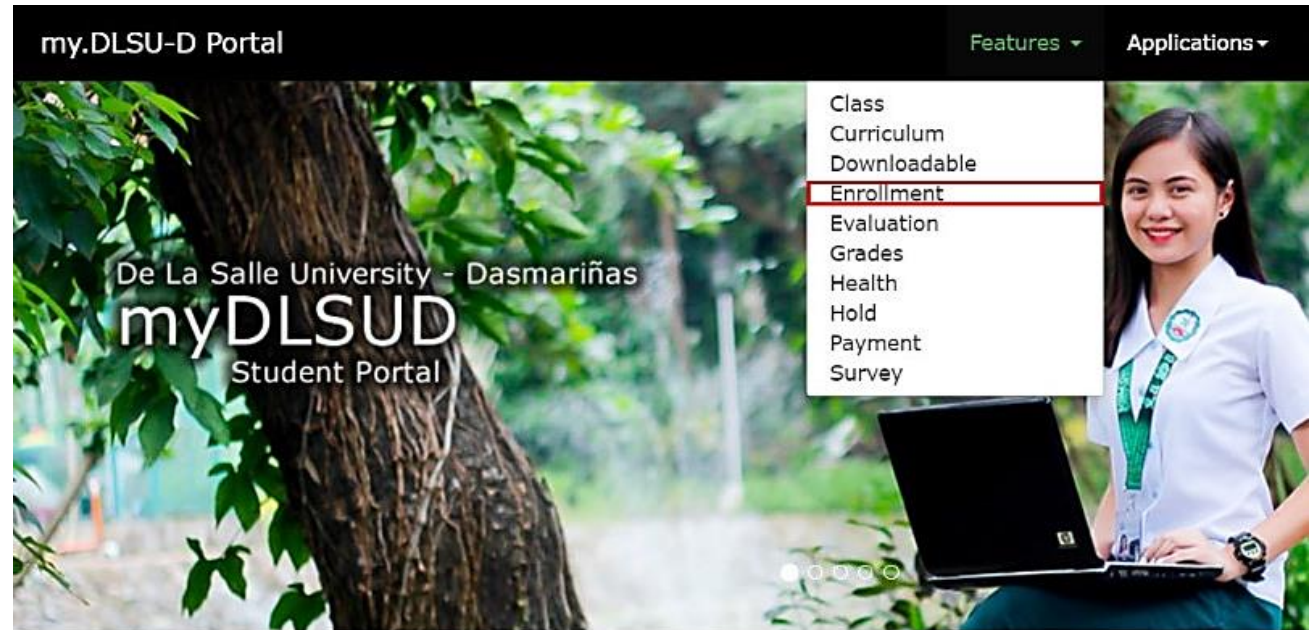 my.DLSU-D Portal
Features
Applications
Class
Curriculum
Downloadable
Enrollment
Evaluation
Grades
Health
Hold
Payment
Survey
De La Salle University - Dasmariñas
myDLSUD
Student Portal